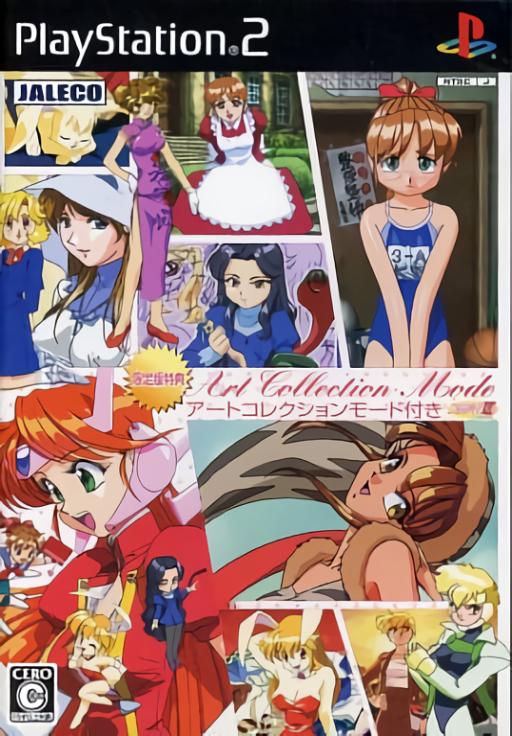 PlayStation®2
JALECO
3-A
限定版特典
Art Collection Mode
アートコレクションモード付き
CERO
C